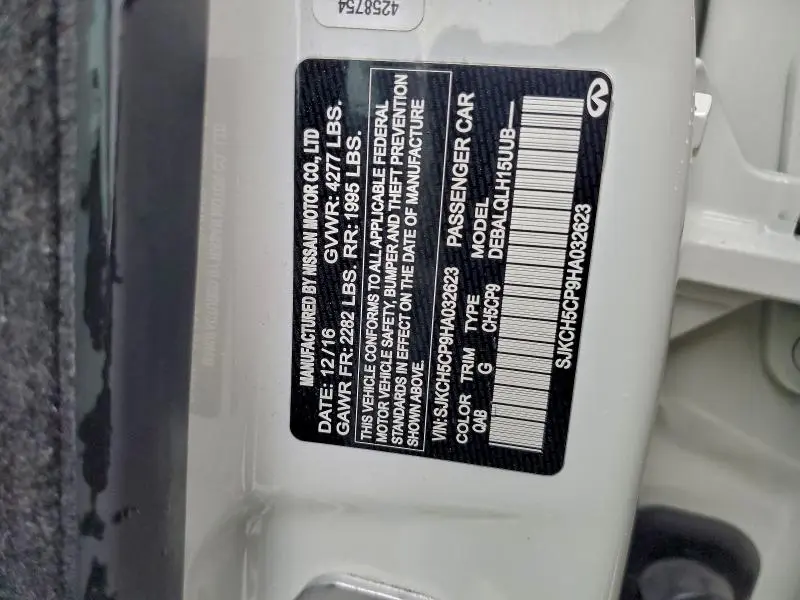 4258754
MANUFACTURED BY NISSAN MOTOR CO., LTD
DATE: 12/16 GVWR: 4277 LBS.
GAWR FR: 2282 LBS. RR: 1995 LBS.
THIS VEHICLE CONFORMS TO ALL APPLICABLE FEDERAL
MOTOR VEHICLE SAFETY, BUMPER AND THEFT PREVENTION
STANDARDS IN EFFECT ON THE DATE OF MANUFACTURE
SHOWN ABOVE.
VIN: SJKCH5CP9HA032623 PASSENGER CAR
COLOR TRIM TYPE MODEL
QAB G CH5CP9 DEBALQLH15UUB-----
SJKCH5CP9HA032623